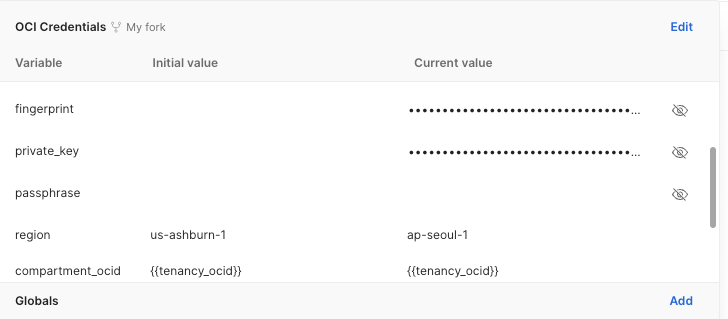 OCI Credentials My fork Edit
Variable Initial value Current value
fingerprint ••••••••••••••••••••••••••••••••••...
private_key ••••••••••••••••••••••••••••••••••...
passphrase
region us-ashburn-1 ap-seoul-1
compartment_ocid {{tenancy_ocid}} {{tenancy_ocid}}
Globals Add